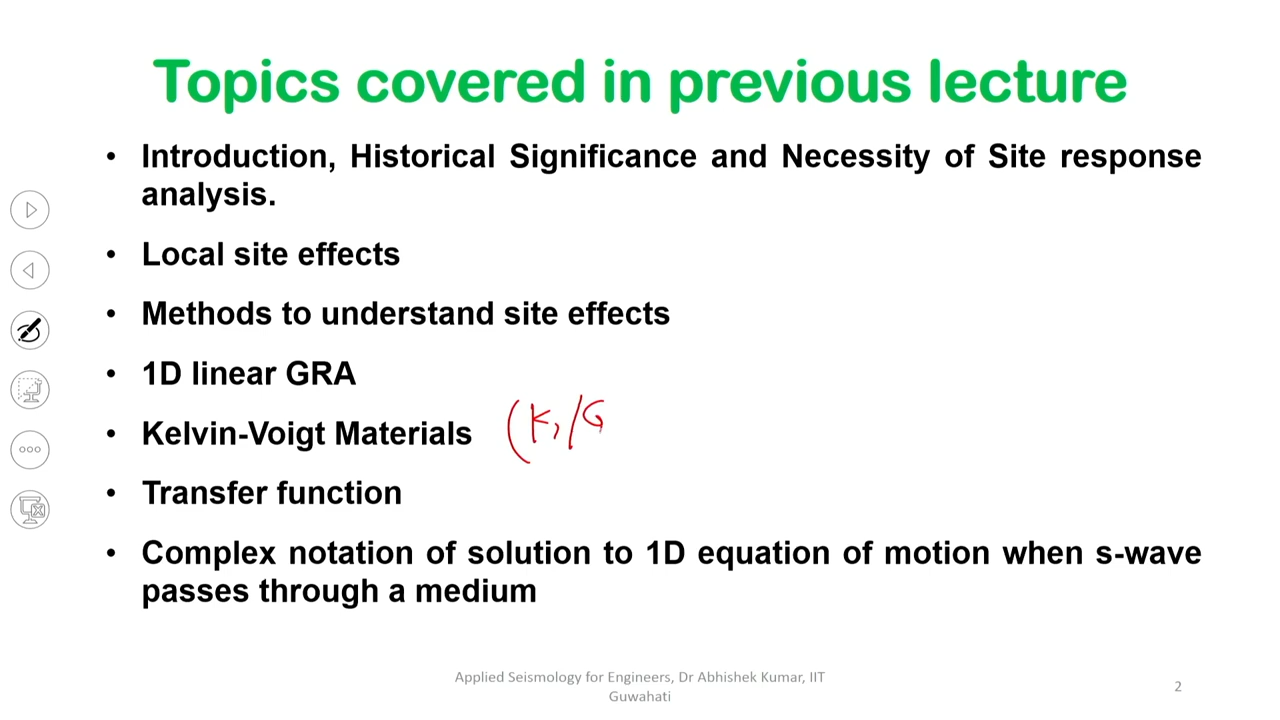 Topics covered in previous lecture
• Introduction, Historical Significance and Necessity of Site response
analysis.
• Local site effects
• Methods to understand site effects
• 1D linear GRA
• Kelvin-Voigt Materials (K, /G
• Transfer function
• Complex notation of solution to 1D equation of motion when s-wave
passes through a medium
Applied Seismology for Engineers, Dr Abhishek Kumar, IIT
Guwahati
2